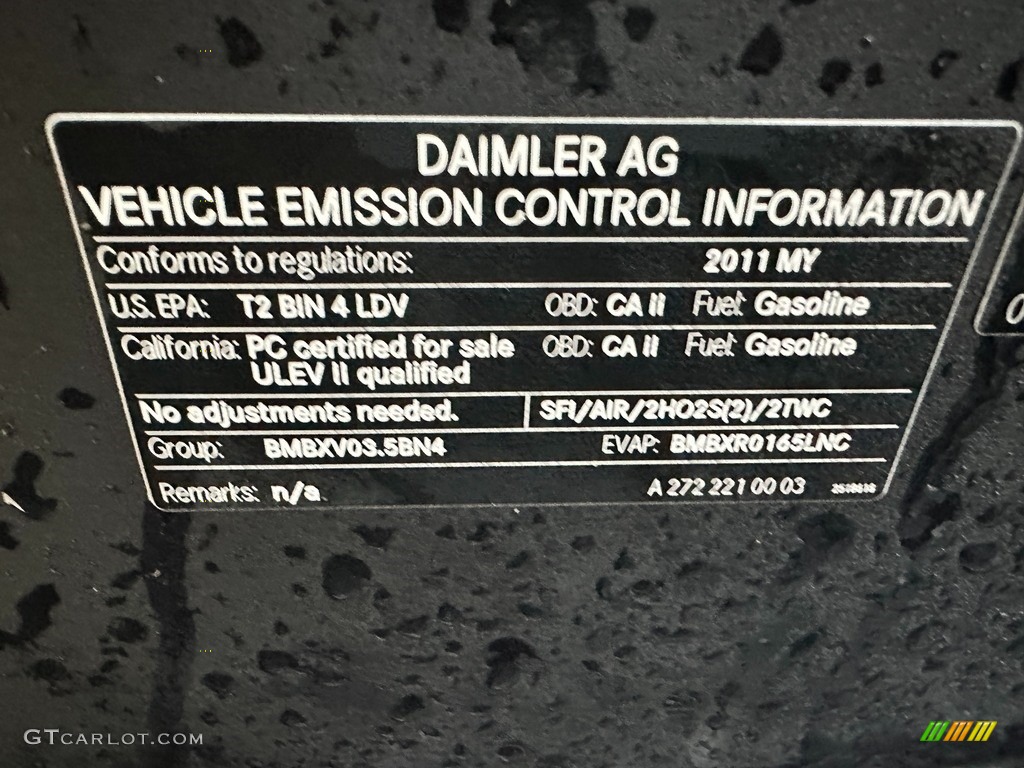 DAIMLER AG
VEHICLE EMISSION CONTROL INFORMATION
Conforms to regulations: 2011 MY
U.S. EPA: T2 BIN 4 LDV OBD: CA II Fuel: Gasoline
California: PC certified for sale OBD: CA II Fuel: Gasoline
ULEV II qualified
No adjustments needed. SFI/AIR/2HO2S(2)/2TWC
Group: BMBXV03.5BN4 EVAP: BMBXR0165LNC
Remarks: n/a A 272 221 00 03
GTCARLOT.COM